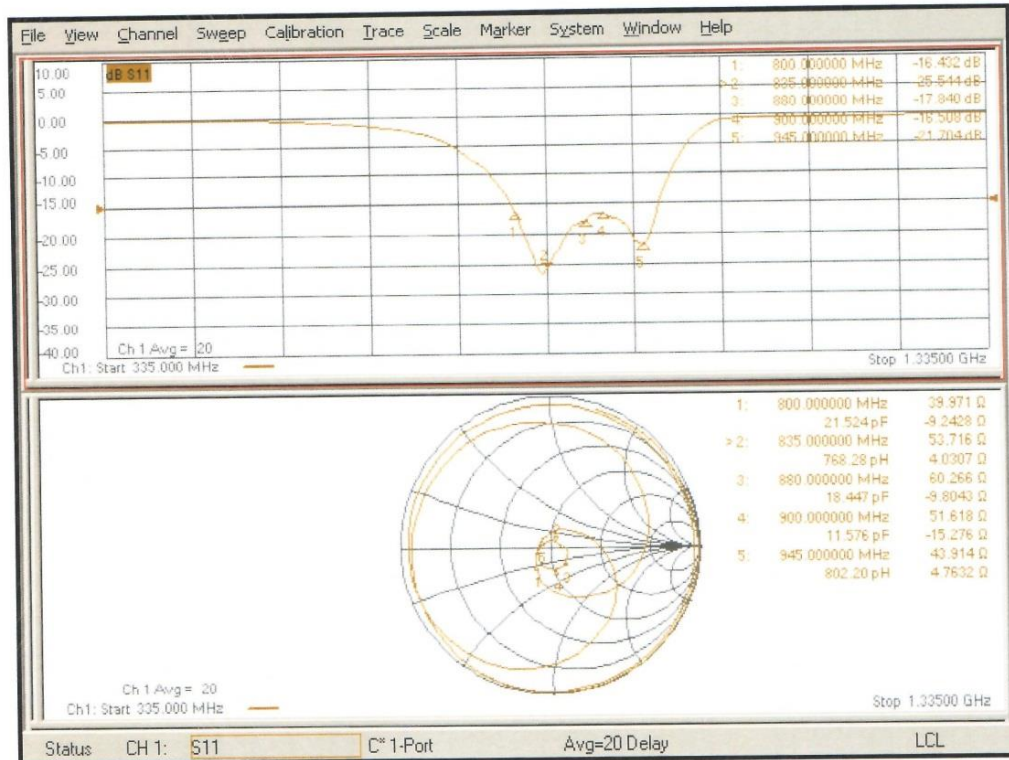 File View Channel Sweep Calibration Trace Scale Marker System Window Help
dB S11
10.00
5.00
0.00
-5.00
-10.00
-15.00
-20.00
-25.00
-30.00
-35.00
-40.00
1: 800.000000 MHz -16.432 dB
>2: 835.000000 MHz -25.544 dB
3: 880.000000 MHz -17.840 dB
4: 900.000000 MHz -16.508 dB
5: 945.000000 MHz -21.704 dB
1
2
3
4
5
Ch 1 Avg = 20
Ch1: Start 335.000 MHz
Stop 1.33500 GHz
1: 800.000000 MHz 39.971 Ω
21.524 pF -9.2428 Ω
>2: 835.000000 MHz 53.716 Ω
768.28 pH 4.0307 Ω
3: 880.000000 MHz 60.266 Ω
18.447 pF -9.8043 Ω
4: 900.000000 MHz 51.618 Ω
11.576 pF -15.276 Ω
5: 945.000000 MHz 43.914 Ω
802.20 pH 4.7632 Ω
Ch 1 Avg = 20
Ch1: Start 335.000 MHz
Stop 1.33500 GHz
Status CH 1: S11 C* 1-Port Avg=20 Delay LCL